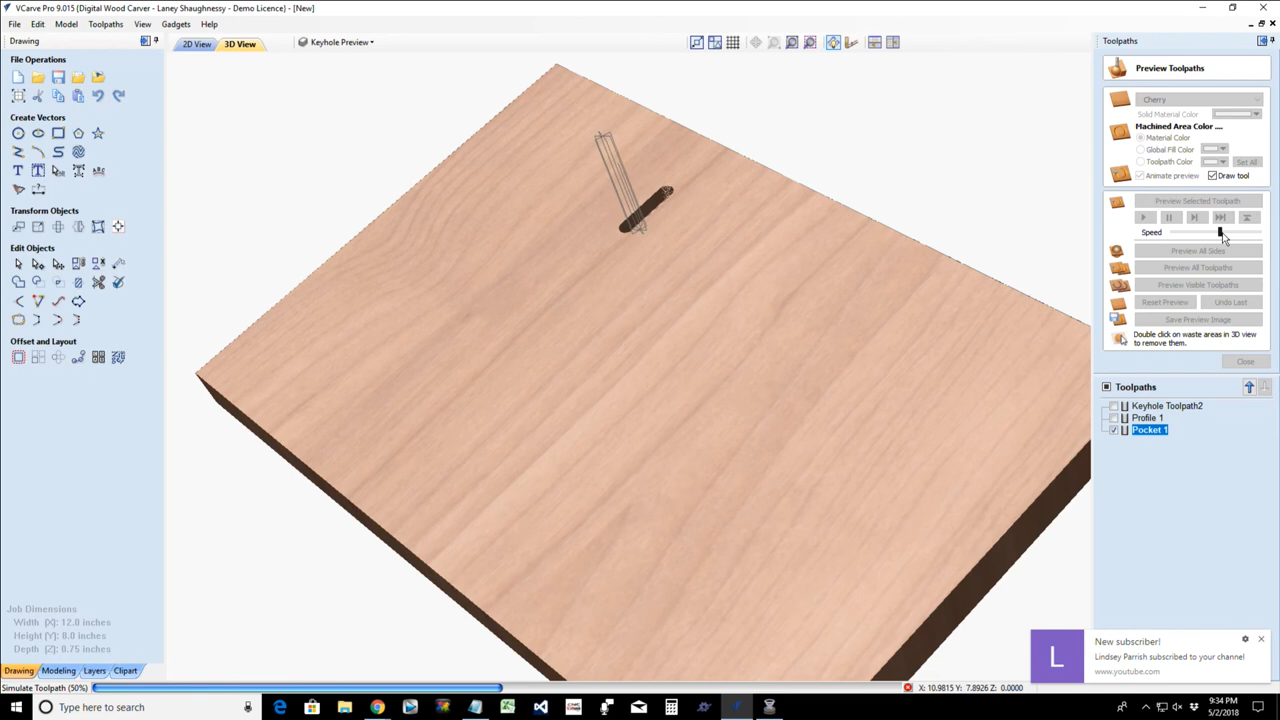 VCarve Pro 9.015 {Digital Wood Carver - Laney Shaughnessy - Demo Licence} - [New]
File Edit Model Toolpaths View Gadgets Help
Drawing
2D View 3D View Keyhole Preview
Toolpaths
File Operations
Preview Toolpaths
Cherry
Solid Material Color
Create Vectors
Machined Area Color ...
Material Color
Global Fill Color
Toolpath Color Set All
Animate preview Draw tool
Preview Selected Toolpath
Transform Objects
Speed
Edit Objects
Preview All Sides
Preview All Toolpaths
Preview Visible Toolpaths
Reset Preview Undo Last
Save Preview Image
Double click on waste areas in 3D view
to remove them.
Offset and Layout
Close
Toolpaths
Keyhole Toolpath2
Profile 1
Pocket 1
Job Dimensions
Width (X): 12.0 inches
Height (Y): 8.0 inches
Depth (Z): 0.75 inches
New subscriber!
L
Lindsey Parrish subscribed to your channel
www.youtube.com
Drawing Modeling Layers Clipart
Simulate Toolpath (50%)
X: 10.9815 Y: 7.8926 Z: 0.0000
Type here to search
9:34 PM
5/2/2018